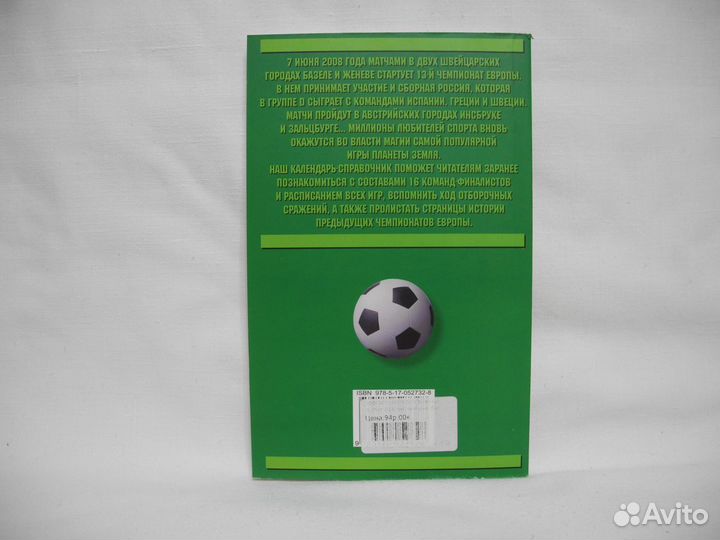 7 ИЮНЯ 2008 ГОДА МАТЧАМИ В ДВУХ ШВЕЙЦАРСКИХ
ГОРОДАХ БАЗЕЛЕ И ЖЕНЕВЕ СТАРТУЕТ 13-Й ЧЕМПИОНАТ ЕВРОПЫ.
В НЕМ ПРИНИМАЕТ УЧАСТИЕ И СБОРНАЯ РОССИЯ, КОТОРАЯ
В ГРУППЕ D СЫГРАЕТ С КОМАНДАМИ ИСПАНИИ, ГРЕЦИИ И ШВЕЦИИ.
МАТЧИ ПРОЙДУТ В АВСТРИЙСКИХ ГОРОДАХ ИНСБРУКЕ
И ЗАЛЬЦБУРГЕ... МИЛЛИОНЫ ЛЮБИТЕЛЕЙ СПОРТА ВНОВЬ
ОКАЖУТСЯ ВО ВЛАСТИ МАГИИ САМОЙ ПОПУЛЯРНОЙ
ИГРЫ ПЛАНЕТЫ ЗЕМЛЯ.
НАШ КАЛЕНДАРЬ-СПРАВОЧНИК ПОМОЖЕТ ЧИТАТЕЛЯМ ЗАРАНЕЕ
ПОЗНАКОМИТЬСЯ С СОСТАВАМИ 16 КОМАНД-ФИНАЛИСТОВ
И РАСПИСАНИЕМ ВСЕХ ИГР, ВСПОМНИТЬ ХОД ОТБОРОЧНЫХ
СРАЖЕНИЙ, А ТАКЖЕ ПРОЛИСТАТЬ СТРАНИЦЫ ИСТОРИИ
ПРЕДЫДУЩИХ ЧЕМПИОНАТОВ ЕВРОПЫ.
ISBN 978-5-17-052732-8
Цена:94р.00к
9
Avito